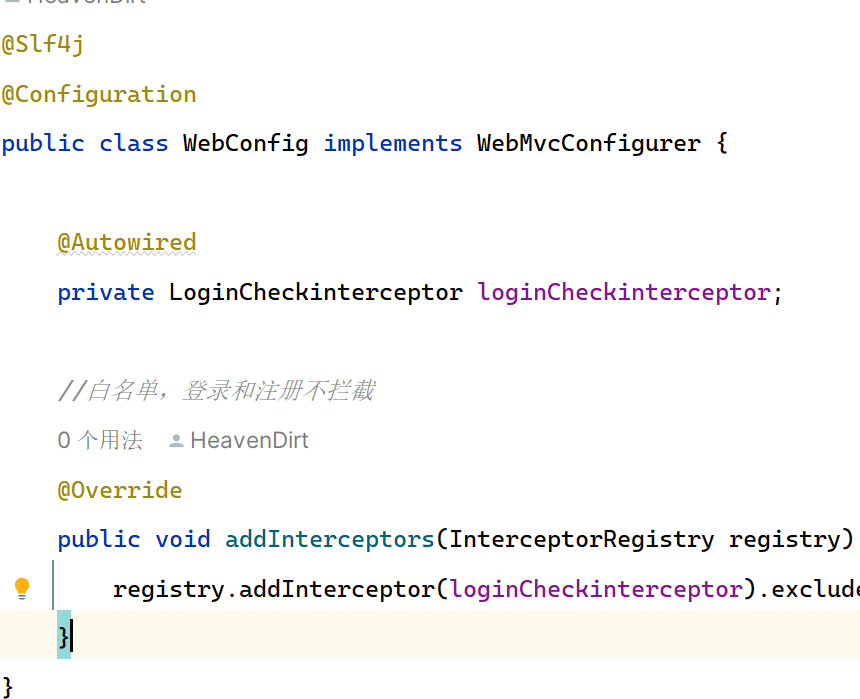 HeavenDirt
@Slf4j
@Configuration
public class WebConfig implements WebMvcConfigurer {
@Autowired
private LoginCheckinterceptor loginCheckinterceptor;
//白名单，登录和注册不拦截
0 个用法 HeavenDirt
@Override
public void addInterceptors(InterceptorRegistry registry)
registry.addInterceptor(loginCheckinterceptor).exclude
}
}